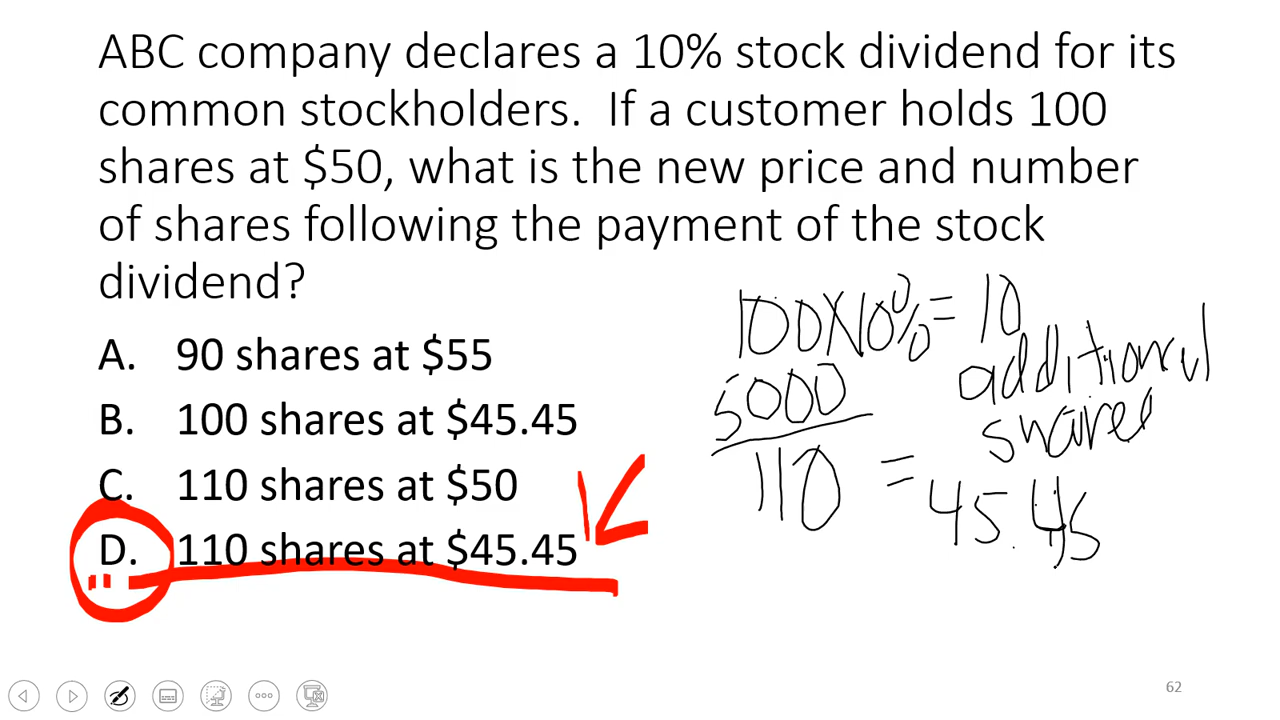 ABC company declares a 10% stock dividend for its
common stockholders.  If a customer holds 100
shares at $50, what is the new price and number
of shares following the payment of the stock
dividend?
A. 90 shares at $55
B. 100 shares at $45.45
C. 110 shares at $50
D. 110 shares at $45.45
100X10%= 10
additional
shares
5000
110 = 45.45
62